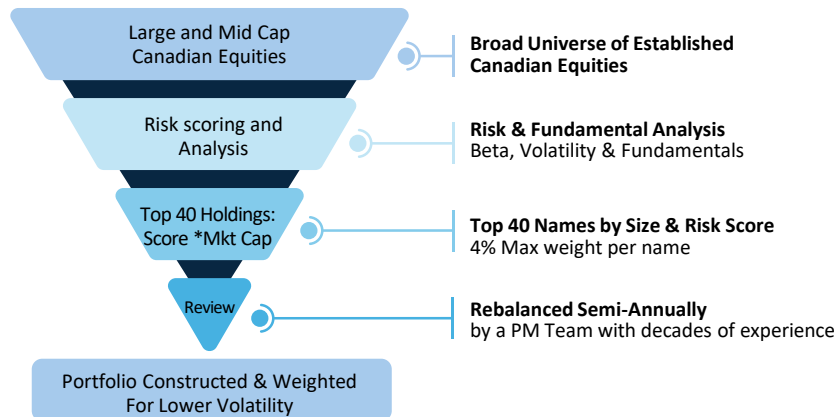 Large and Mid Cap
Canadian Equities
Broad Universe of Established
Canadian Equities
Risk scoring and
Analysis
Risk & Fundamental Analysis
Beta, Volatility & Fundamentals
Top 40 Holdings:
Score *Mkt Cap
Top 40 Names by Size & Risk Score
4% Max weight per name
Review
Rebalanced Semi-Annually
by a PM Team with decades of experience
Portfolio Constructed & Weighted
For Lower Volatility